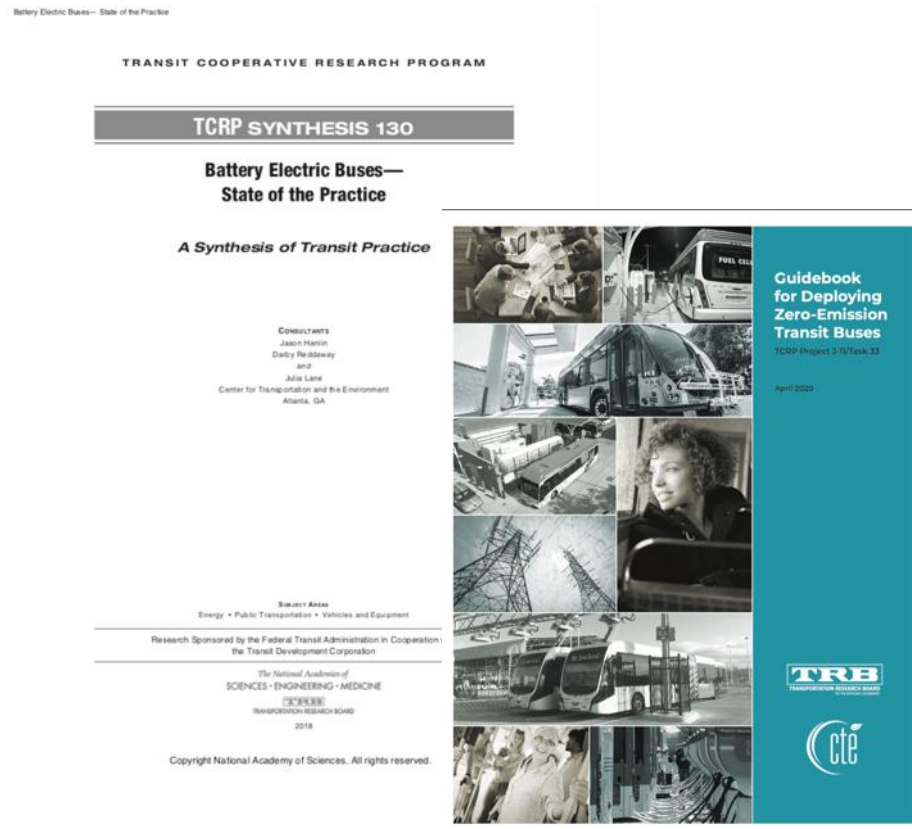 Battery Electric Buses— State of the Practice
TRANSIT COOPERATIVE RESEARCH PROGRAM
TCRP SYNTHESIS 130
Battery Electric Buses—
State of the Practice
A Synthesis of Transit Practice
CONSULTANTS
Jason Hanlin
Darby Reddaway
and
Julia Lane
Center for Transportation and the Environment
Atlanta, GA
SUBJECT AREAS
Energy • Public Transportation • Vehicles and Equipment
Research Sponsored by the Federal Transit Administration in Cooperation
the Transit Development Corporation
The National Academies of
SCIENCES • ENGINEERING • MEDICINE
TRANSPORTATION RESEARCH BOARD
2018
Copyright National Academy of Sciences. All rights reserved.
FUEL CELL
Guidebook
for Deploying
Zero-Emission
Transit Buses
TCRP Project J-11/Task 33
April 2020
TRB
TRANSPORTATION RESEARCH BOARD
cte